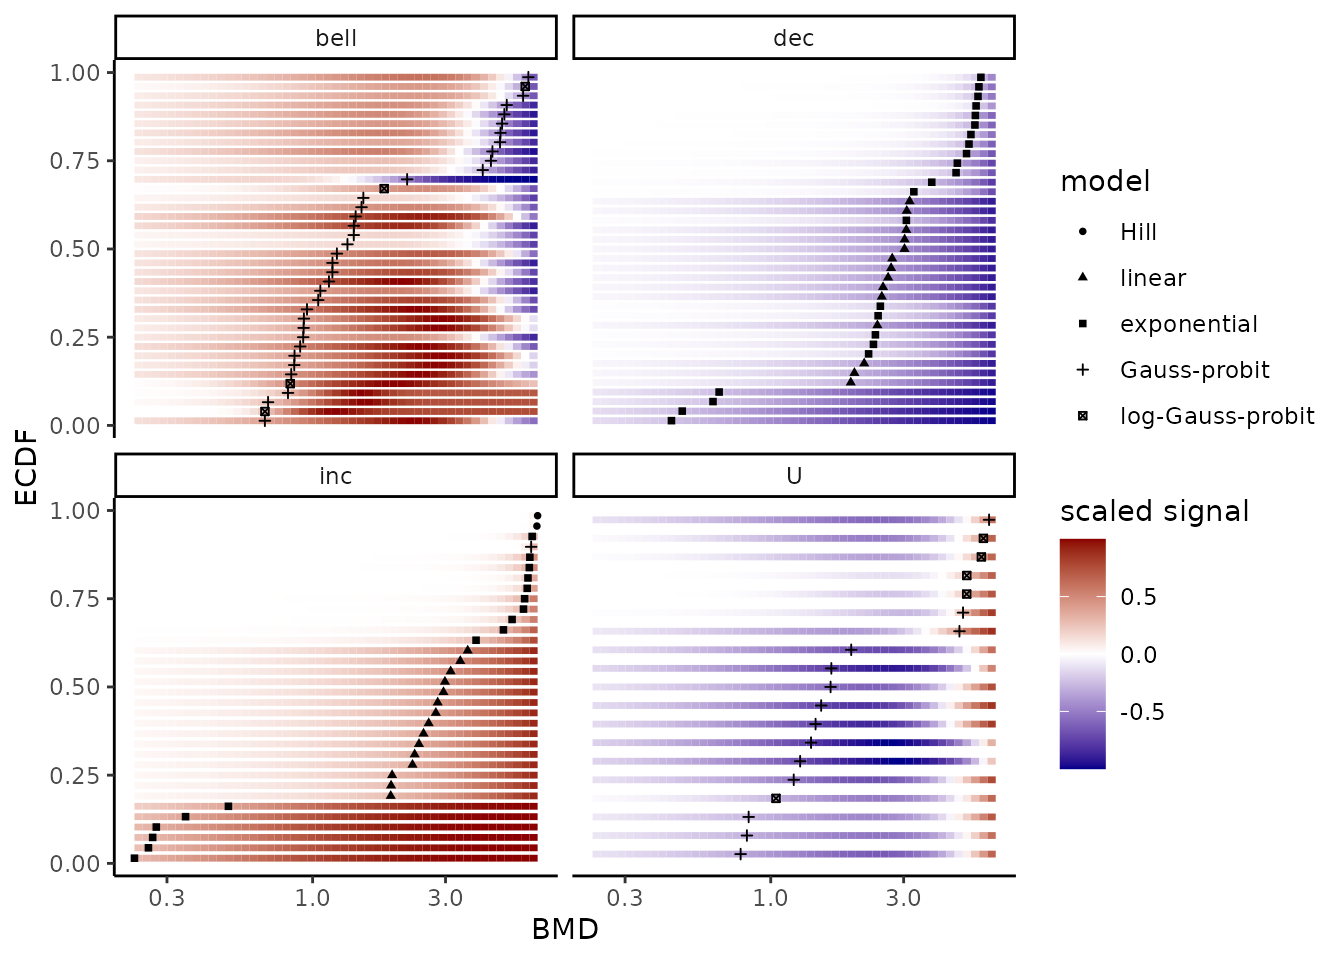 bell
dec
1.00
0.75
0.50
0.25
0.00
inc
U
1.00
0.75
0.50
0.25
0.00
0.3
1.0
3.0
0.3
1.0
3.0
BMD
ECDF
model
Hill
linear
exponential
Gauss-probit
log-Gauss-probit
scaled signal
0.5
0.0
-0.5